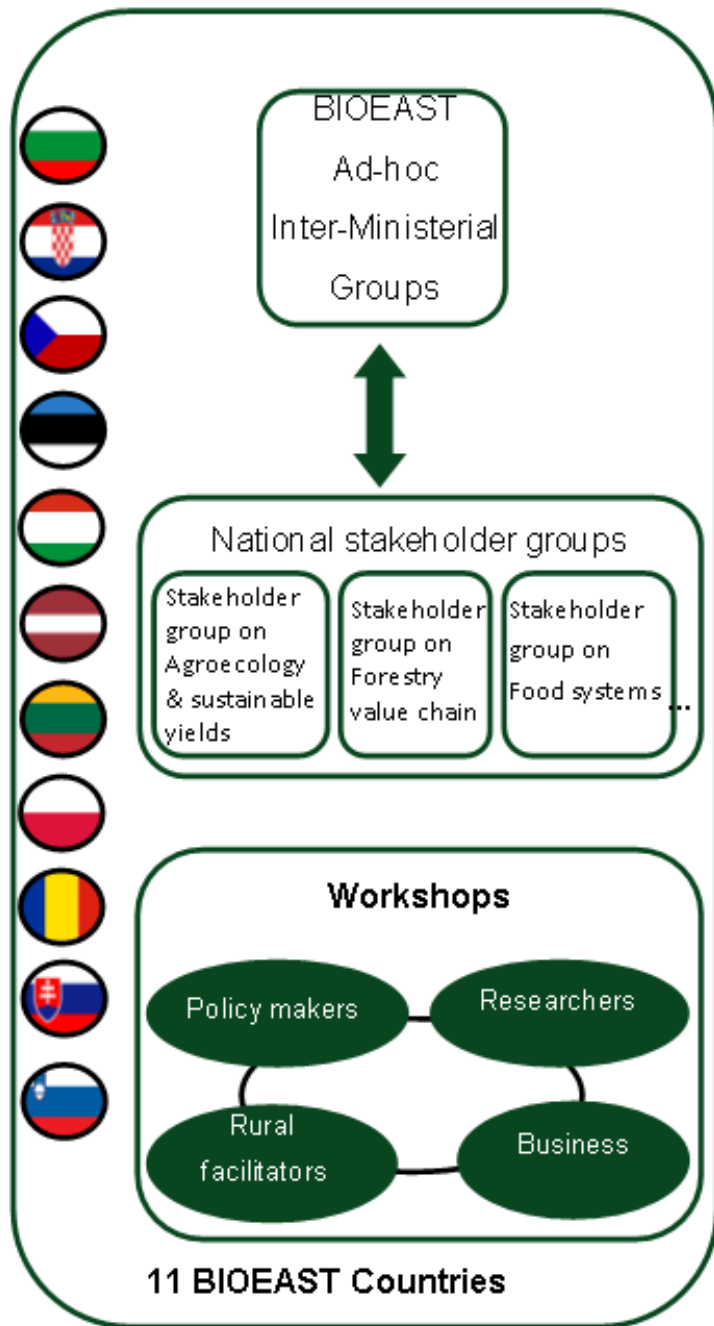 BIOEAST
Ad-hoc
Inter-Ministerial
Groups
National stakeholder groups
Stakeholder
group on
Agroecology
& sustainable
yields
Stakeholder
group on
Forestry
value chain
Stakeholder
group on
Food systems
...
Workshops
Policy makers
Researchers
Rural
facilitators
Business
11 BIOEAST Countries